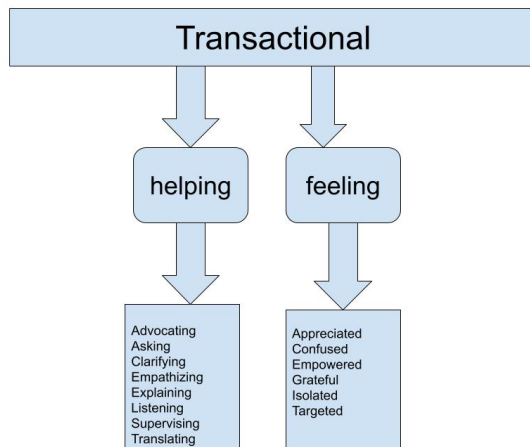 Transactional
helping
feeling
Advocating
Asking
Clarifying
Empathizing
Explaining
Listening
Supervising
Translating
Appreciated
Confused
Empowered
Grateful
Isolated
Targeted